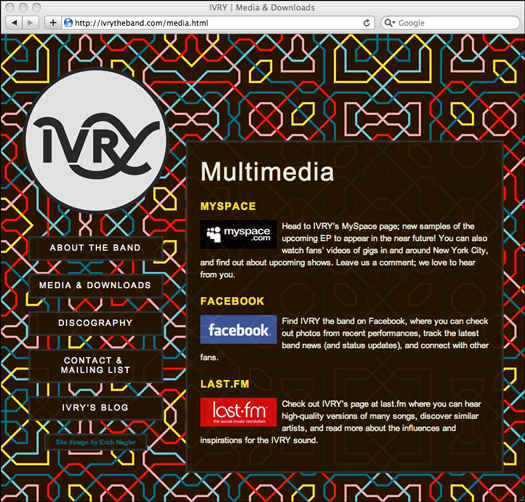 IVRY | Media & Downloads
http://ivrytheband.com/media.html
Google
IVRY
ABOUT THE BAND
MEDIA & DOWNLOADS
DISCOGRAPHY
CONTACT &
MAILING LIST
IVRY'S BLOG
Site design by Erich Nagler
Multimedia
MYSPACE
myspace
.com
Head to IVRY's MySpace page; new samples of the
upcoming EP to appear in the near future! You can also
watch fans' videos of gigs in and around New York City,
and find out about upcoming shows. Leave us a comment; we love to hear
from you.
FACEBOOK
facebook.
Find IVRY the band on Facebook, where you can check
out photos from recent performances, track the latest
band news (and status updates), and connect with other
fans.
LAST.FM
last.fm
the social music revolution
Check out IVRY's page at last.fm where you can hear
high-quality versions of many songs, discover similar
artists, and read more about the influences and
inspirations for the IVRY sound.